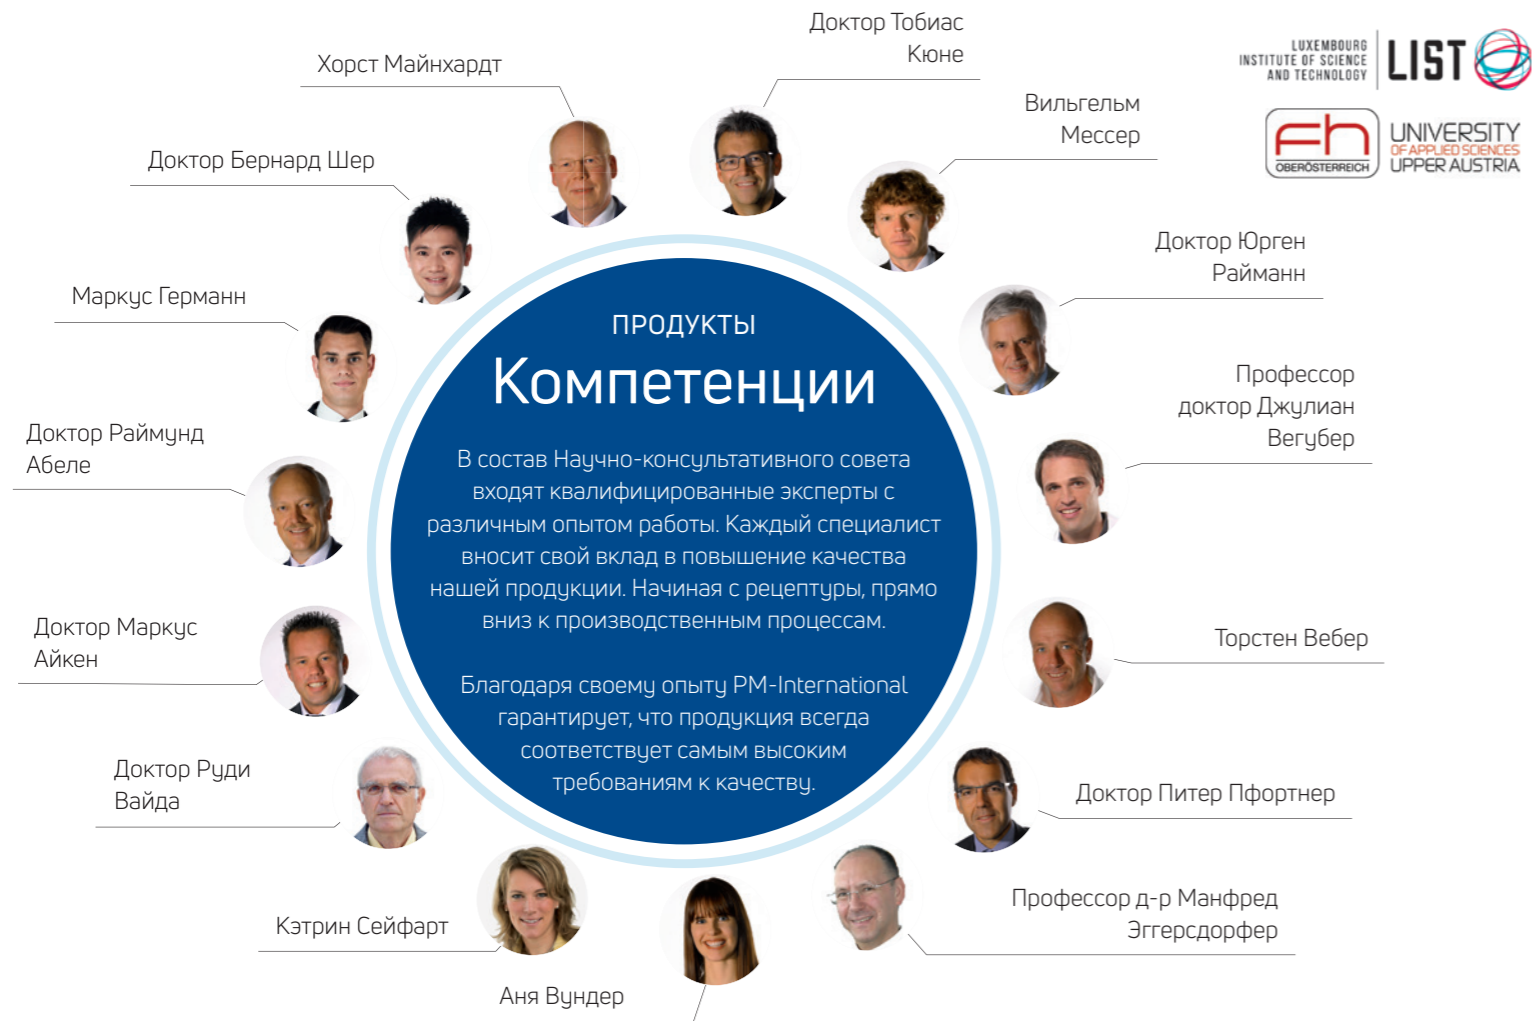 Доктор Тобиас
Кюне
Хорст Майнхардт
LUXEMBOURG
INSTITUTE OF SCIENCE
AND TECHNOLOGY
LIST
Вильгельм
Мессер
fh
OBERÖSTERREICH
UNIVERSITY
OF APPLIED SCIENCES
UPPER AUSTRIA
Доктор Бернард Шер
Доктор Юрген
Райманн
Маркус Германн
ПРОДУКТЫ
Компетенции
Профессор
доктор Джулиан
Вегубер
Доктор Раймунд
Абеле
В состав Научно-консультативного совета
входят квалифицированные эксперты с
различным опытом работы. Каждый специалист
вносит свой вклад в повышение качества
нашей продукции. Начиная с рецептуры, прямо
вниз к производственным процессам.
Доктор Маркус
Айкен
Торстен Вебер
Благодаря своему опыту PM-International
гарантирует, что продукция всегда
соответствует самым высоким
требованиям к качеству.
Доктор Руди
Вайда
Доктор Питер Пфортнер
Профессор д-р Манфред
Эггерсдорфер
Кэтрин Сейфарт
Аня Вундер